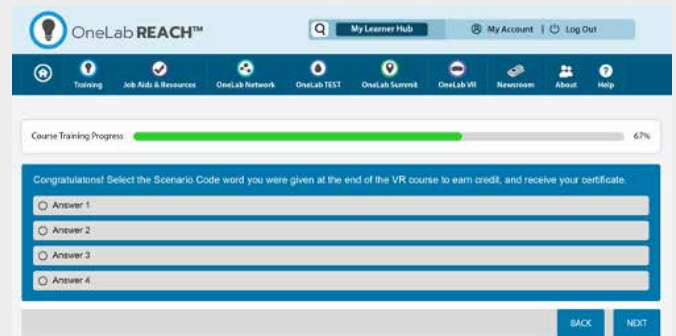 OneLab REACH™
My Learner Hub
My Account | Log Out
Training
Job Aids & Resources
OneLab Network
OneLab TEST
OneLab Summit
OneLab VR
Newsroom
About
Help
Course Training Progress 67%
Congratulatons! Select the Scenario Code word you were given at the end of the VR course to earn credit, and receive your certificate.
Answer 1
Answer 2
Answer 3
Answer 4
BACK NEXT